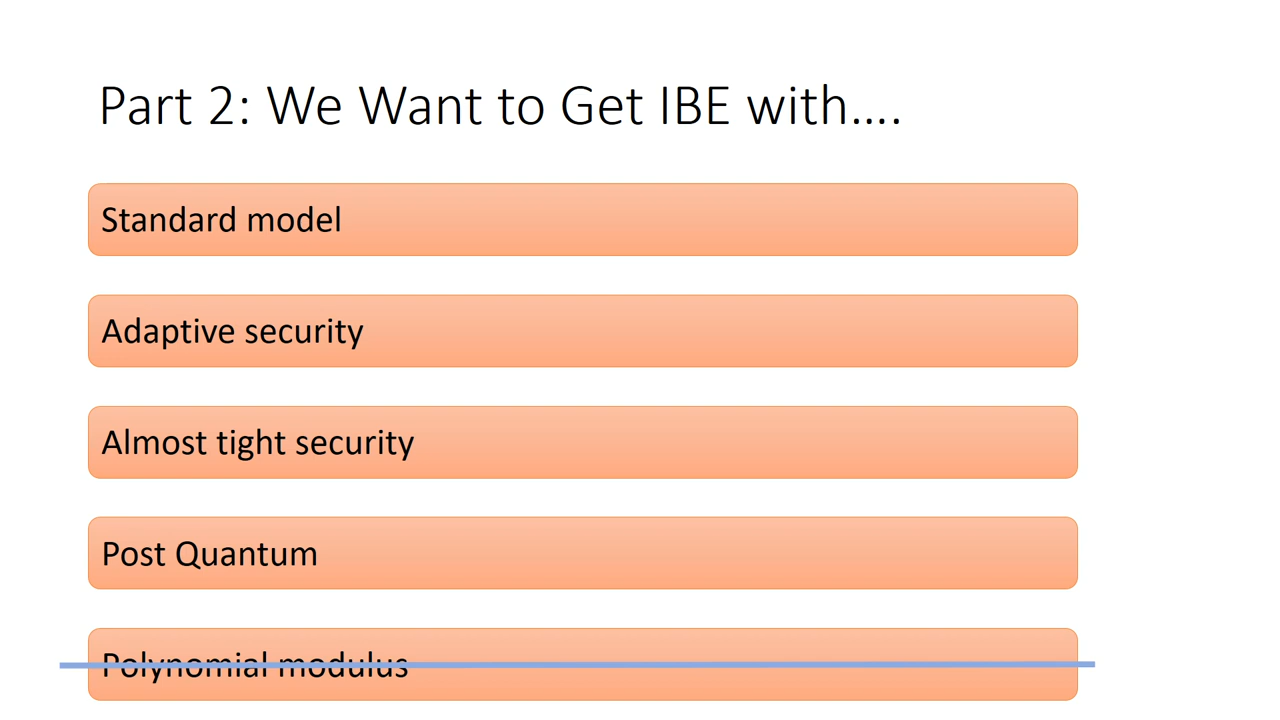 Part 2: We Want to Get IBE with....
Standard model
Adaptive security
Almost tight security
Post Quantum
Polynomial modulus